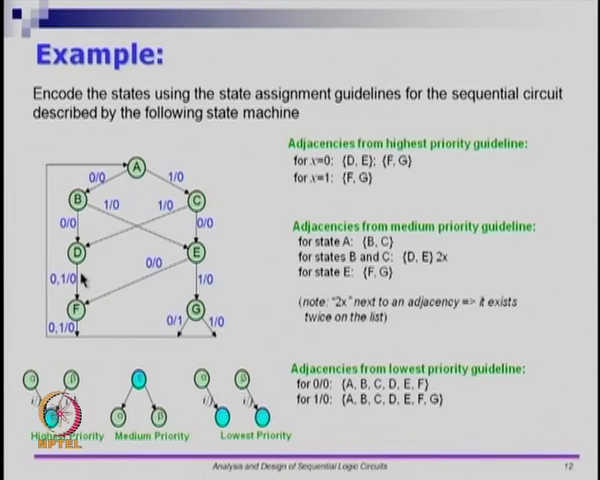 Example:
Encode the states using the state assignment guidelines for the sequential circuit
described by the following state machine
A
0/0
1/0
B
1/0
1/0
C
0/0
0/0
D
0/0
E
0,1/0
1/0
F
G
0,1/0
0/1
1/0
Adjacencies from highest priority guideline:
for x=0: {D, E}; {F, G}
for x=1: {F, G}
Adjacencies from medium priority guideline:
for state A: {B, C}
for states B and C: {D, E} 2x
for state E: {F, G}
(note: "2x" next to an adjacency => it exists
twice on the list)
Adjacencies from lowest priority guideline:
for 0/0: {A, B, C, D, E, F}
for 1/0: {A, B, C, D, E, F, G}
α
β
α
β
α
β
Highest Priority
Medium Priority
Lowest Priority
NPTEL
Analysis and Design of Sequential Logic Circuits
12